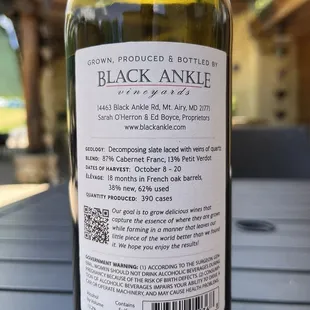 GROWN, PRODUCED & BOTTLED BY
BLACK ANKLE
vineyards
14463 Black Ankle Rd, Mt. Airy, MD 21771
Sarah O'Herron & Ed Boyce, Proprietors
www.blackankle.com
GEOLOGY: Decomposing slate laced with veins of quartz
BLEND: 87% Cabernet Franc, 13% Petit Verdot
DATES OF HARVEST: October 8 - 20
ÉLEVAGE: 18 months in French oak barrels,
38% new, 62% used
QUANTITY PRODUCED: 390 cases
Our goal is to grow delicious wines that
capture the essence of where they are grown
while farming in a manner that leaves our
little piece of the world better than we found
it. We hope you enjoy the results!
GOVERNMENT WARNING: (1) ACCORDING TO THE SURGEON
GENERAL, WOMEN SHOULD NOT DRINK ALCOHOLIC BEVERAGES DURING
PREGNANCY BECAUSE OF THE RISK OF BIRTH DEFECTS. (2) CONSUMPTION
OF ALCOHOLIC BEVERAGES IMPAIRS YOUR ABILITY TO DRIVE A
CAR OR OPERATE MACHINERY, AND MAY CAUSE HEALTH
Alcohol Contains